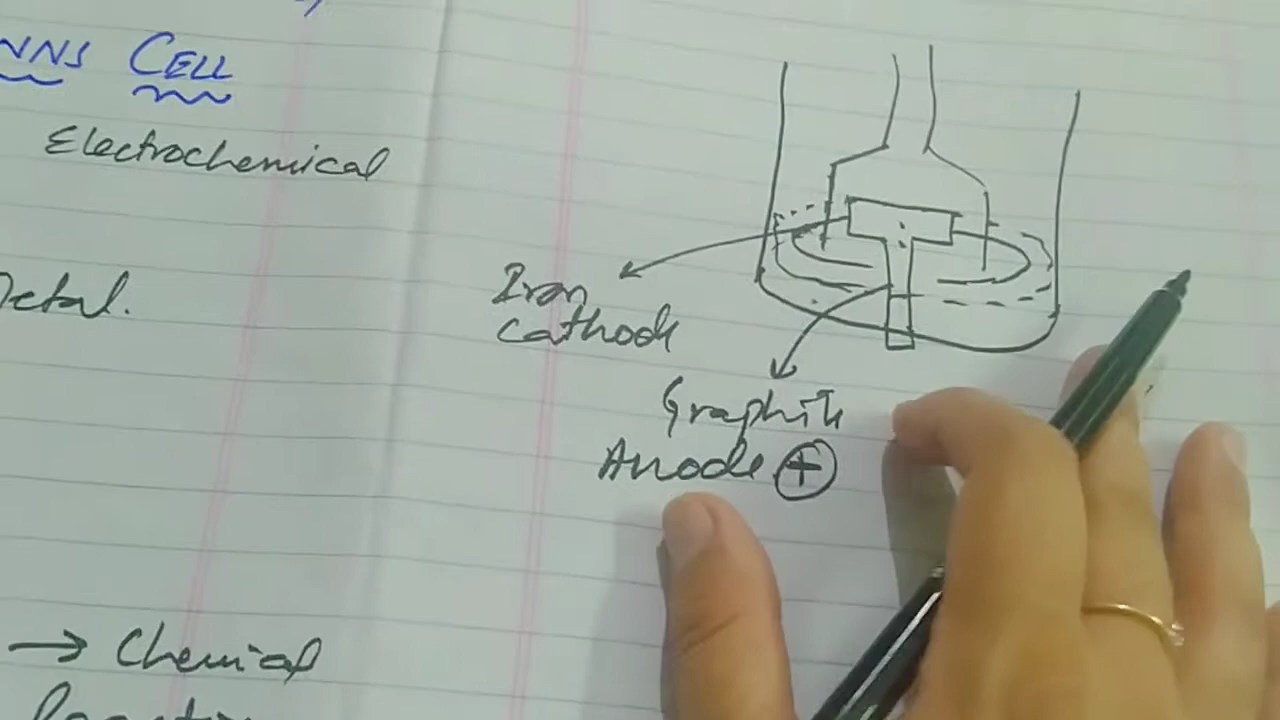 CELL
Electrochemical
Iron
Cathode
Graphite
Anode +
→ Chemical